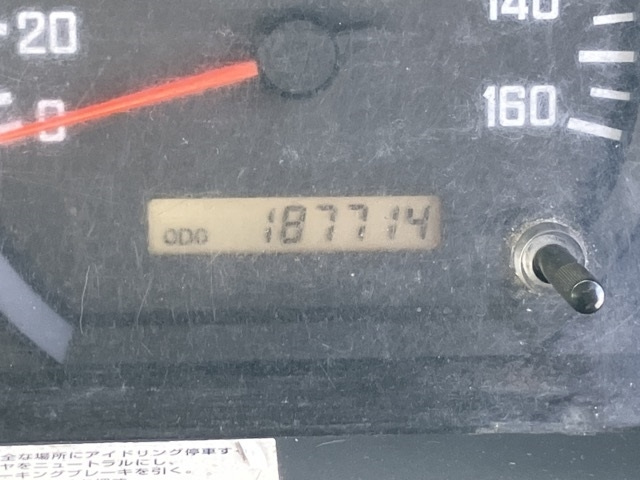 20
140
0
160
ODO 187714
全な場所にアイドリング停車す
ヤをニュートラルにし、
ーキングブレーキを引く。